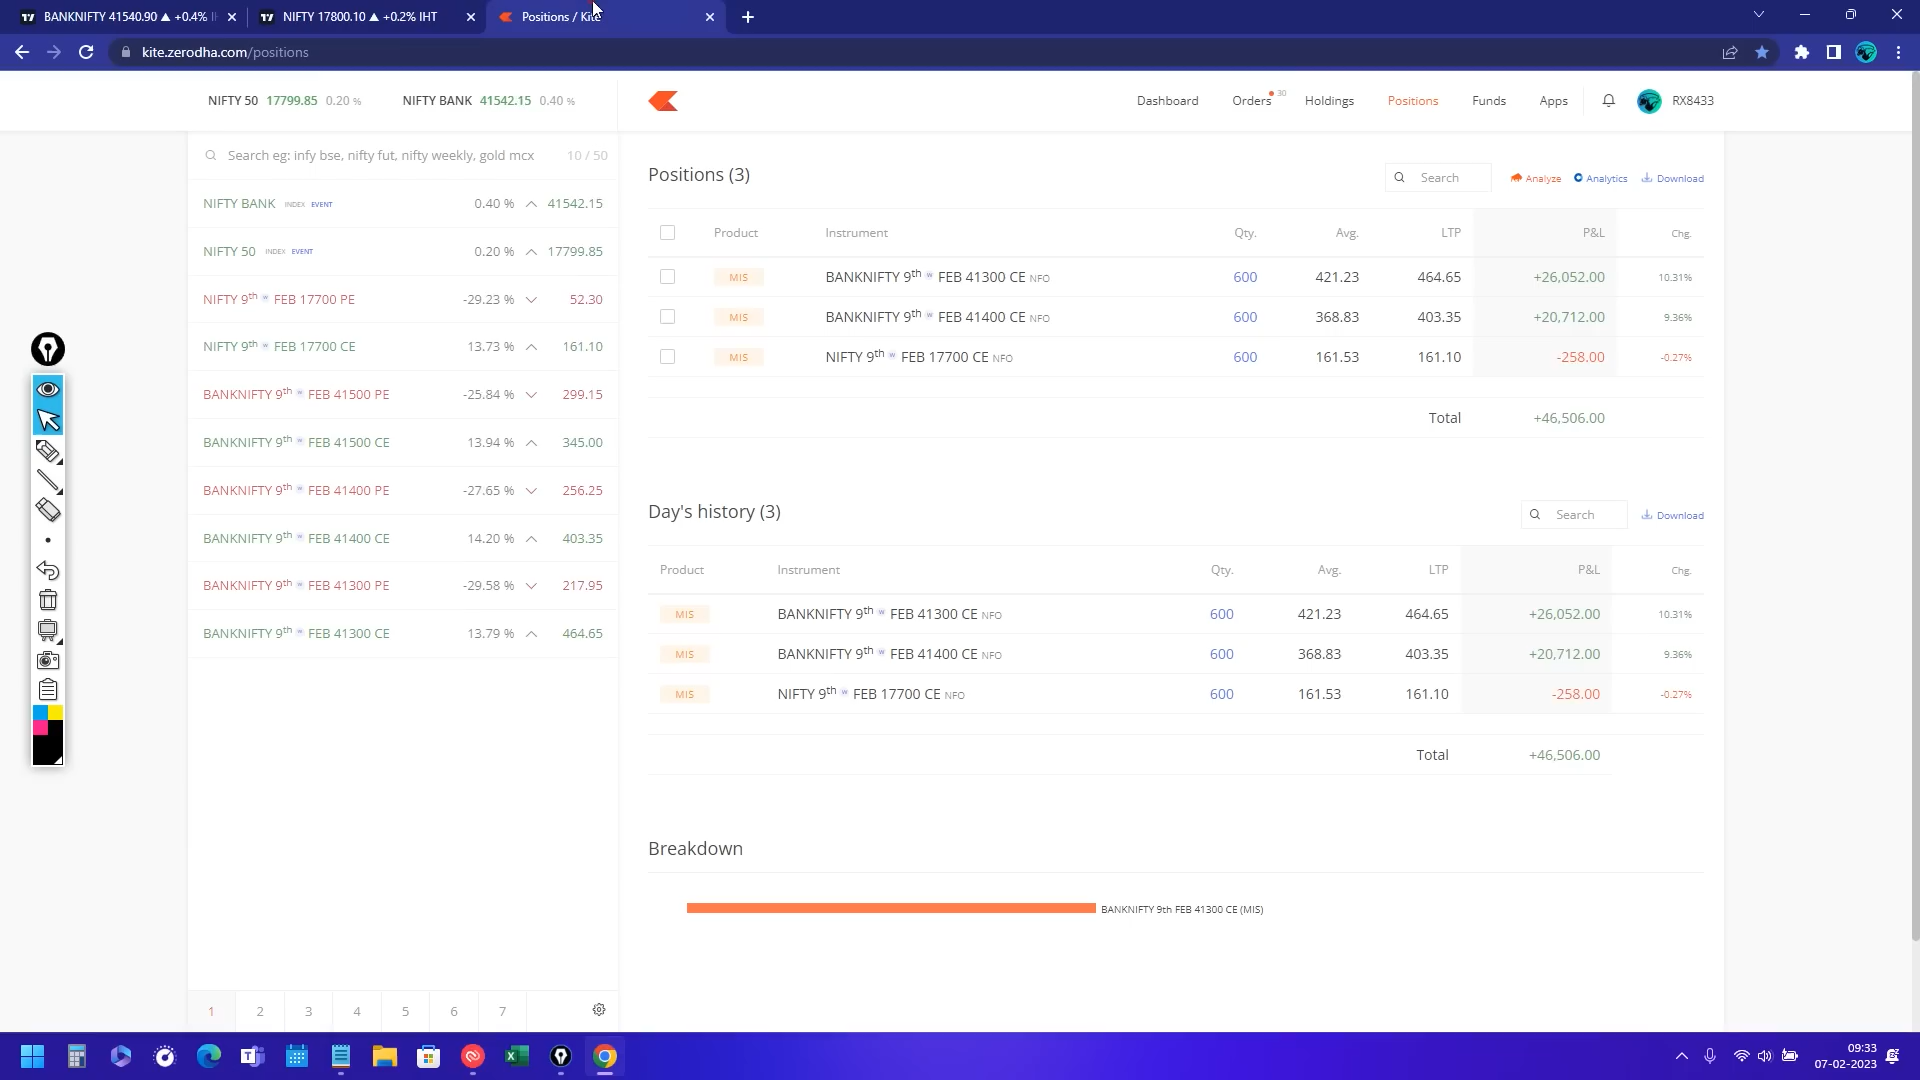 BANKNIFTY 41540.90 ▲ +0.4% IH
NIFTY 17800.10 ▲ +0.2% IHT
Positions / Kite
kite.zerodha.com/positions
NIFTY 50 17799.85 0.20 %
NIFTY BANK 41542.15 0.40 %
Dashboard
Orders 30
Holdings
Positions
Funds
Apps
RX8433
Search eg: infy bse, nifty fut, nifty weekly, gold mcx 10 / 50
NIFTY BANK INDEX EVENT 0.40 % 41542.15
NIFTY 50 INDEX EVENT 0.20 % 17799.85
NIFTY 9th w FEB 17700 PE -29.23 % 52.30
NIFTY 9th w FEB 17700 CE 13.73 % 161.10
BANKNIFTY 9th w FEB 41500 PE -25.84 % 299.15
BANKNIFTY 9th w FEB 41500 CE 13.94 % 345.00
BANKNIFTY 9th w FEB 41400 PE -27.65 % 256.25
BANKNIFTY 9th w FEB 41400 CE 14.20 % 403.35
BANKNIFTY 9th w FEB 41300 PE -29.58 % 217.95
BANKNIFTY 9th w FEB 41300 CE 13.79 % 464.65
1 2 3 4 5 6 7
Positions (3)
Search Analyze Analytics Download
Product Instrument Qty. Avg. LTP P&L Chg.
MIS BANKNIFTY 9th w FEB 41300 CE NFO 600 421.23 464.65 +26,052.00 10.31%
MIS BANKNIFTY 9th w FEB 41400 CE NFO 600 368.83 403.35 +20,712.00 9.36%
MIS NIFTY 9th w FEB 17700 CE NFO 600 161.53 161.10 -258.00 -0.27%
Total +46,506.00
Day's history (3)
Search Download
Product Instrument Qty. Avg. LTP P&L Chg.
MIS BANKNIFTY 9th w FEB 41300 CE NFO 600 421.23 464.65 +26,052.00 10.31%
MIS BANKNIFTY 9th w FEB 41400 CE NFO 600 368.83 403.35 +20,712.00 9.36%
MIS NIFTY 9th w FEB 17700 CE NFO 600 161.53 161.10 -258.00 -0.27%
Total +46,506.00
Breakdown
BANKNIFTY 9th FEB 41300 CE (MIS)
09:33
07-02-2023